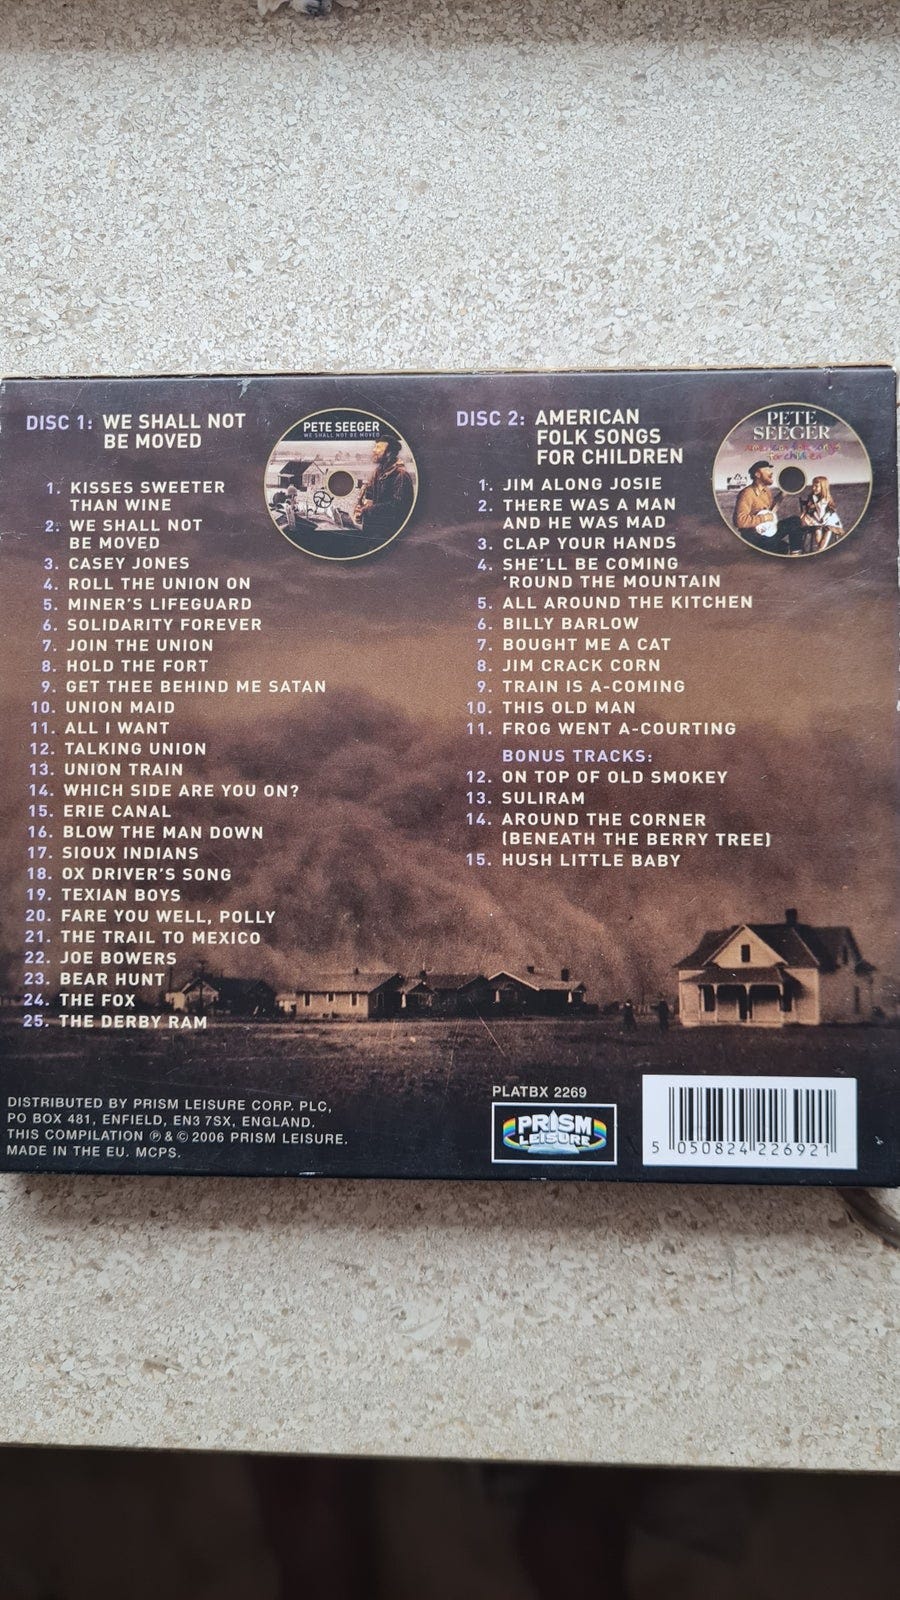 DISC 1: WE SHALL NOT
BE MOVED
1. KISSES SWEETER
THAN WINE
2. WE SHALL NOT
BE MOVED
3. CASEY JONES
4. ROLL THE UNION ON
5. MINER'S LIFEGUARD
6. SOLIDARITY FOREVER
7. JOIN THE UNION
8. HOLD THE FORT
9. GET THEE BEHIND ME SATAN
10. UNION MAID
11. ALL I WANT
12. TALKING UNION
13. UNION TRAIN
14. WHICH SIDE ARE YOU ON?
15. ERIE CANAL
16. BLOW THE MAN DOWN
17. SIOUX INDIANS
18. OX DRIVER'S SONG
19. TEXIAN BOYS
20. FARE YOU WELL, POLLY
21. THE TRAIL TO MEXICO
22. JOE BOWERS
23. BEAR HUNT
24. THE FOX
25. THE DERBY RAM
PETE SEEGER
WE SHALL NOT BE MOVED
DISC 2: AMERICAN
FOLK SONGS
FOR CHILDREN
1. JIM ALONG JOSIE
2. THERE WAS A MAN
AND HE WAS MAD
3. CLAP YOUR HANDS
4. SHE'LL BE COMING
'ROUND THE MOUNTAIN
5. ALL AROUND THE KITCHEN
6. BILLY BARLOW
7. BOUGHT ME A CAT
8. JIM CRACK CORN
9. TRAIN IS A-COMING
10. THIS OLD MAN
11. FROG WENT A-COURTING
BONUS TRACKS:
12. ON TOP OF OLD SMOKEY
13. SULIRAM
14. AROUND THE CORNER
(BENEATH THE BERRY TREE)
15. HUSH LITTLE BABY
PETE
SEEGER
American folk songs
for children
DISTRIBUTED BY PRISM LEISURE CORP. PLC,
PO BOX 481, ENFIELD, EN3 7SX, ENGLAND.
THIS COMPILATION ℗ & © 2006 PRISM LEISURE.
MADE IN THE EU. MCPS.
PLATBX 2269
PRISM
LEISURE
5 050824 226921